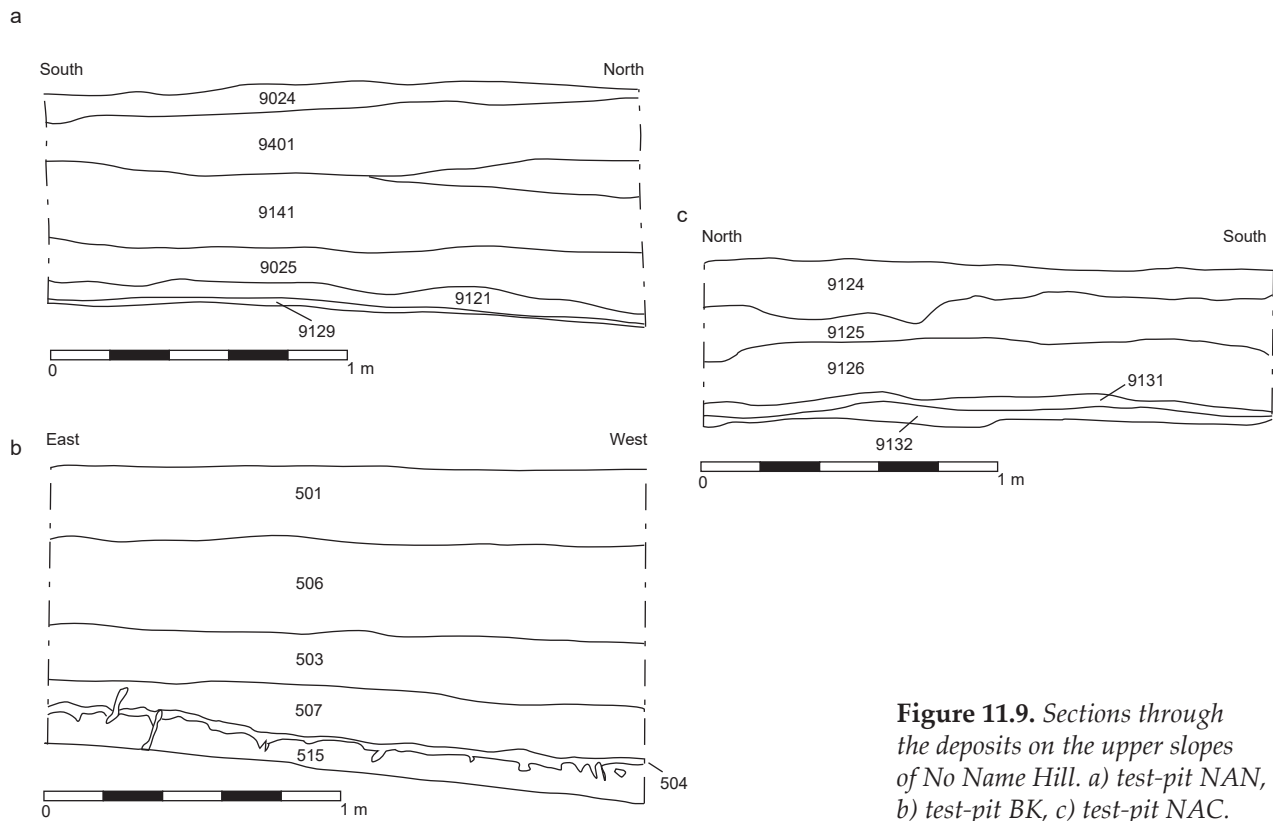 a
South North
9024
9401
9141
9025
9121
9129
0 1 m
b
East West
501
506
503
507
515
504
0 1 m
c
North South
9124
9125
9126
9131
9132
0 1 m
Figure 11.9. Sections through
the deposits on the upper slopes
of No Name Hill. a) test-pit NAN,
b) test-pit BK, c) test-pit NAC.